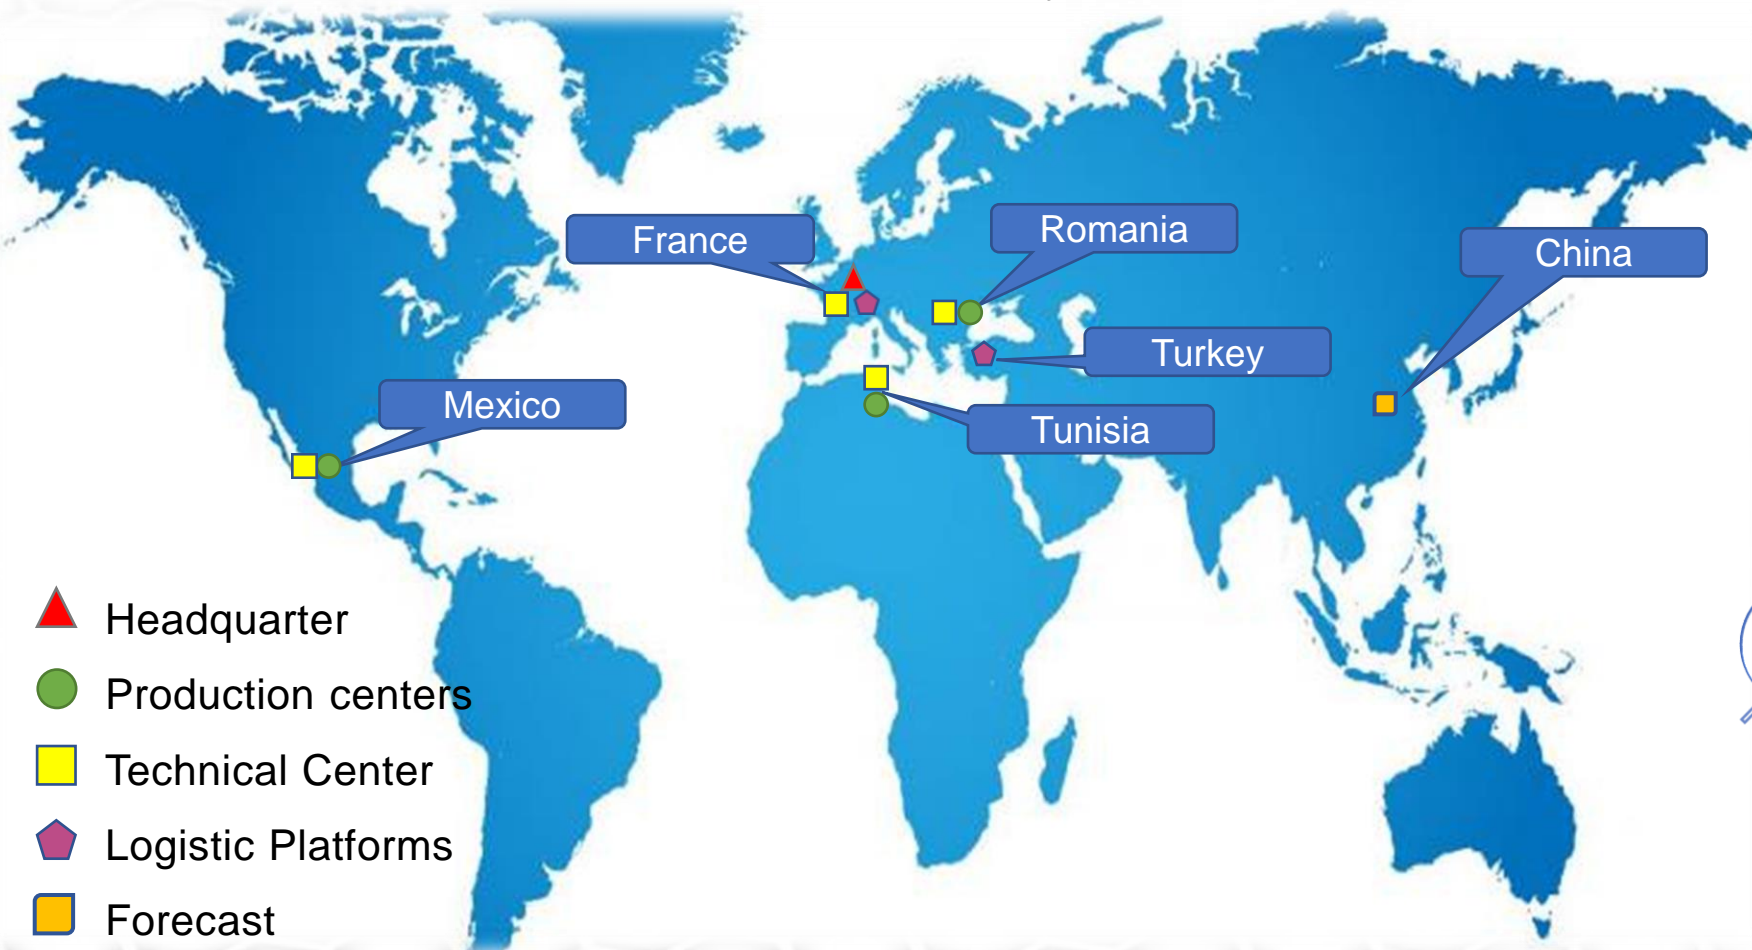 France
Romania
China
Turkey
Mexico
Tunisia
Headquarter
Production centers
Technical Center
Logistic Platforms
Forecast